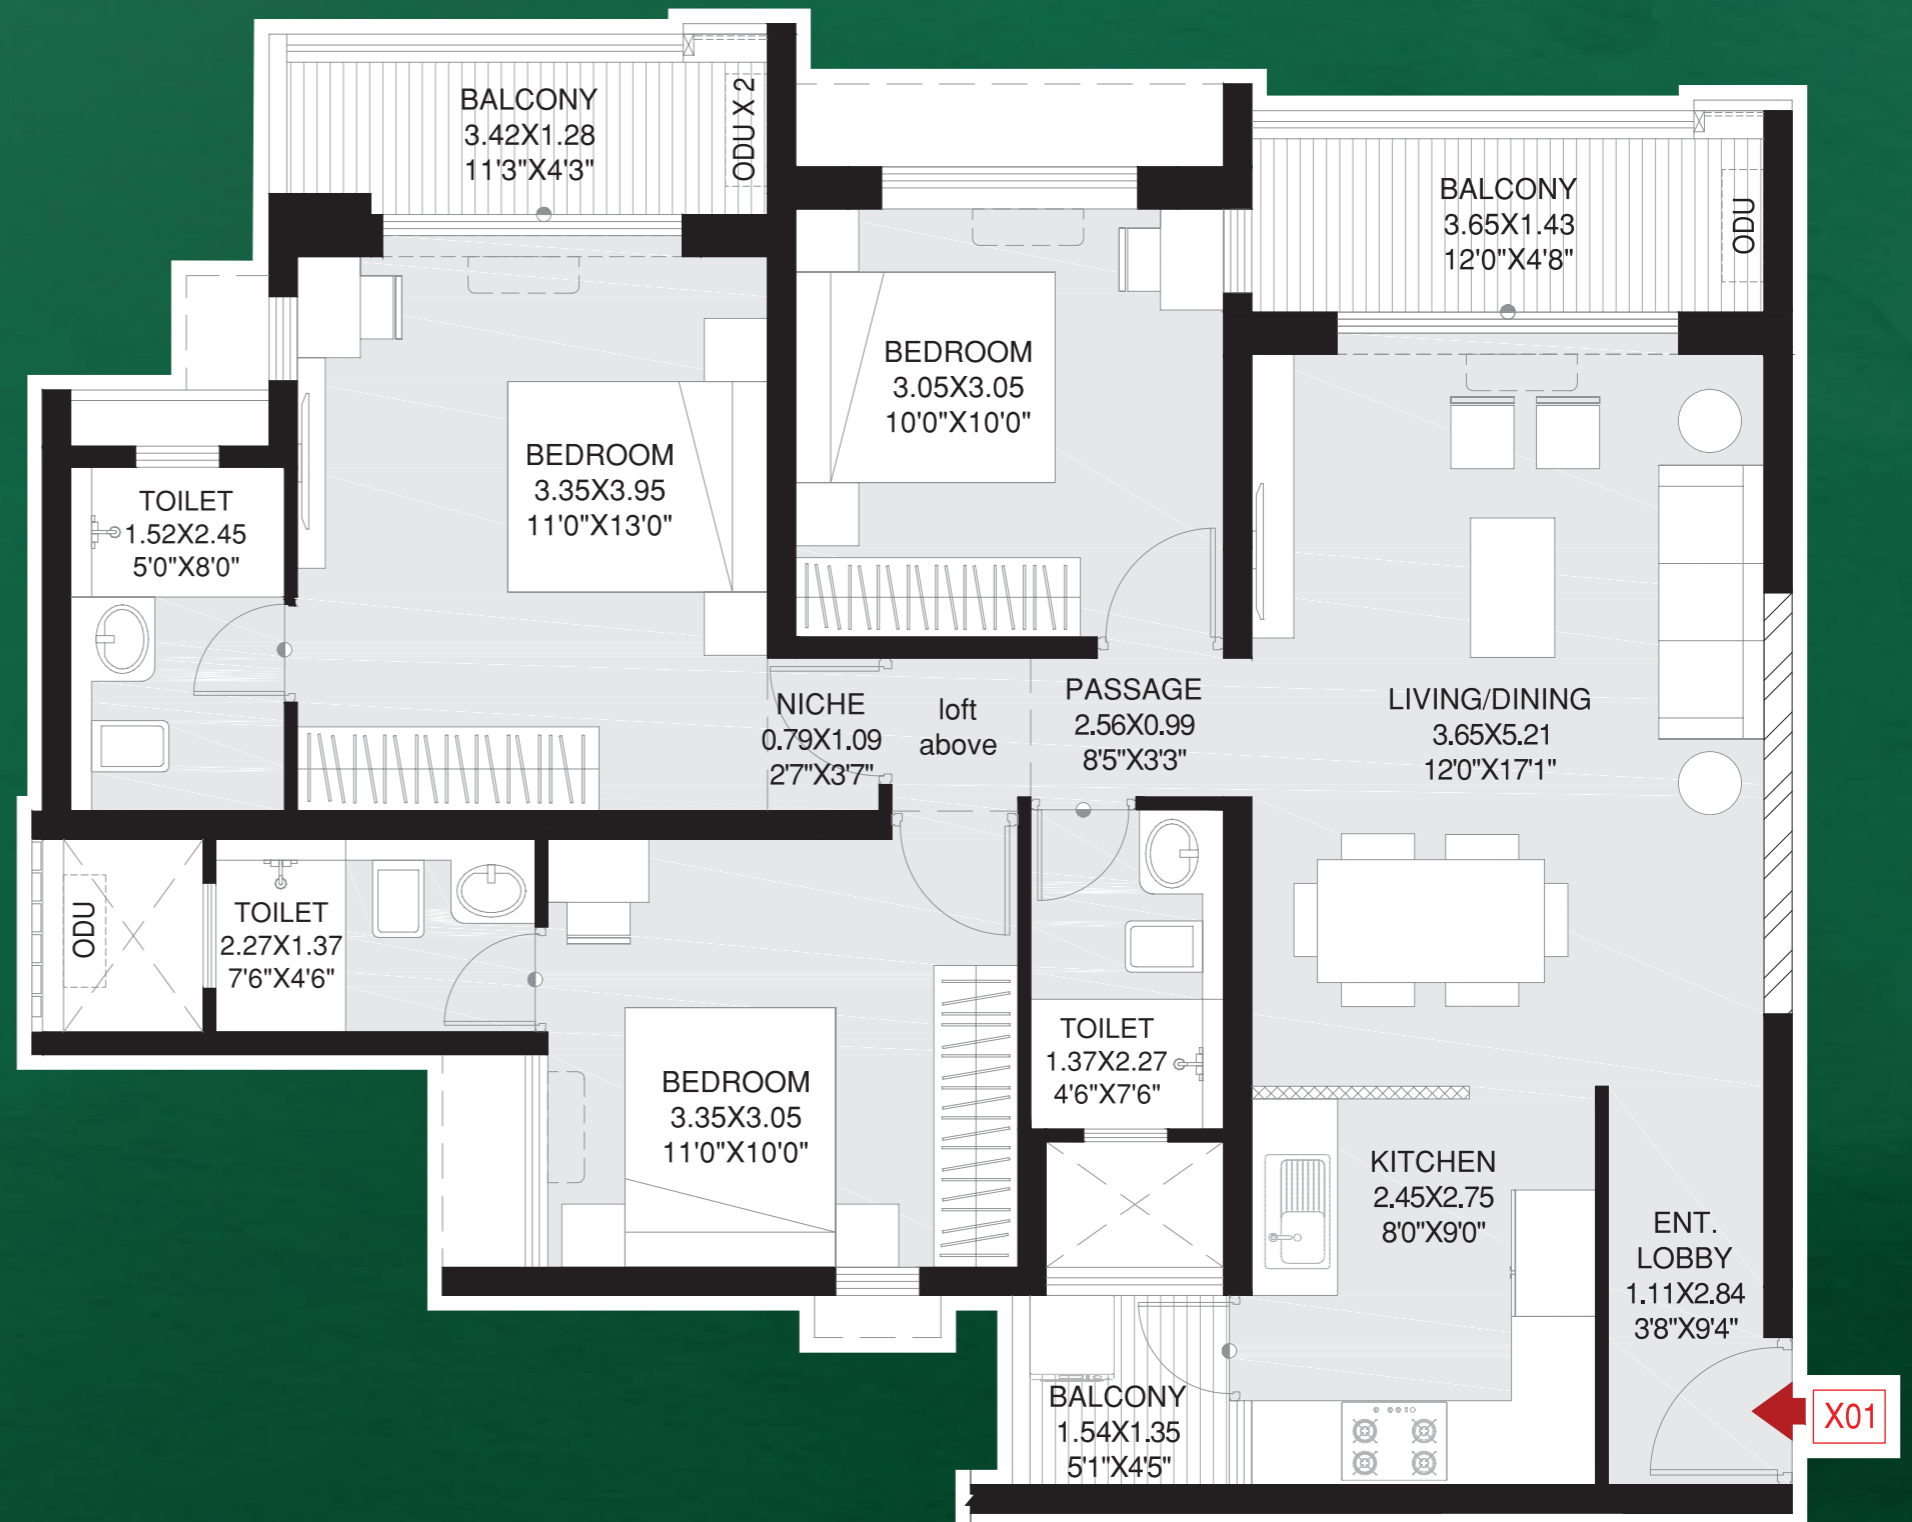 BALCONY
3.42X1.28
11'3"X4'3"
ODU X 2
BALCONY
3.65X1.43
12'0"X4'8"
ODU
BEDROOM
3.05X3.05
10'0"X10'0"
BEDROOM
3.35X3.95
11'0"X13'0"
TOILET
1.52X2.45
5'0"X8'0"
NICHE
0.79X1.09
2'7"X3'7"
loft
above
PASSAGE
2.56X0.99
8'5"X3'3"
LIVING/DINING
3.65X5.21
12'0"X17'1"
ODU
TOILET
2.27X1.37
7'6"X4'6"
TOILET
1.37X2.27
4'6"X7'6"
BEDROOM
3.35X3.05
11'0"X10'0"
KITCHEN
2.45X2.75
8'0"X9'0"
ENT.
LOBBY
1.11X2.84
3'8"X9'4"
BALCONY
1.54X1.35
5'1"X4'5"
X01